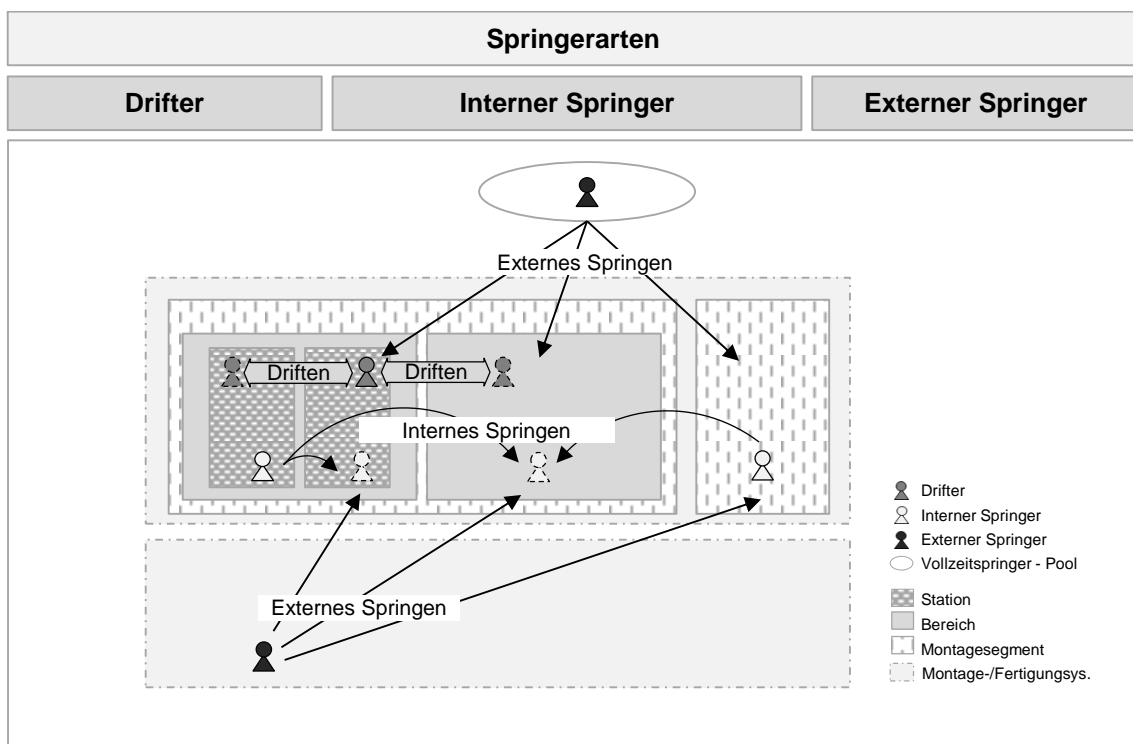 Springerarten
Drifter
Interner Springer
Externer Springer
Externes Springen
Driften
Driften
Internes Springen
Externes Springen
Drifter
Interner Springer
Externer Springer
Vollzeitspringer - Pool
Station
Bereich
Montagesegment
Montage-/Fertigungsys.